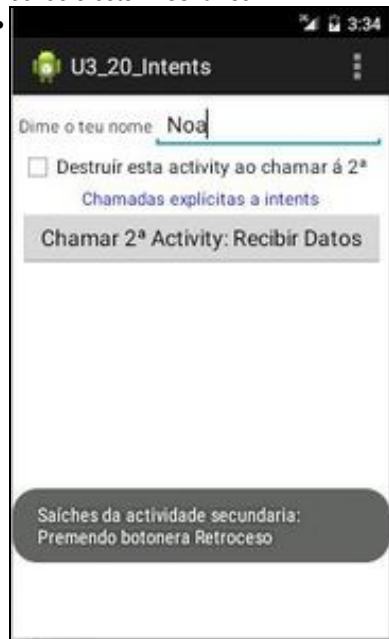 3:34
U3_20_Intents
Dime o teu nome Noa
Destruír esta activity ao chamar á 2ª
Chamadas explícitas a intents
Chamar 2ª Activity: Recibir Datos
Saíches da actividade secundaria:
Premendo botonera Retroceso